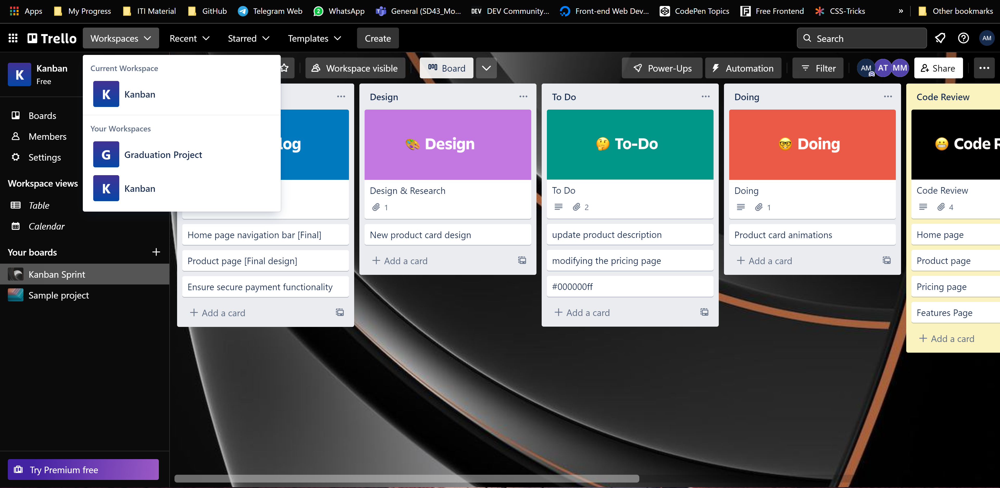 Apps
My Progress
ITI Material
GitHub
Telegram Web
2
WhatsApp
General (SD43_Mo...
DEV
DEV Community...
Front-end Web Dev...
CodePen Topics
Free Frontend
CSS-Tricks
»
Other bookmarks
Trello
Workspaces
Recent
Starred
Templates
Create
Search
AM
K
Kanban
Free
Workspace visible
Board
Power-Ups
Automation
Filter
AM
AT
MM
Share
Boards
Members
Settings
Workspace views
Table
Calendar
Your boards
Kanban Sprint
Sample project
Try Premium free
Current Workspace
K
Kanban
Your Workspaces
G
Graduation Project
K
Kanban
log
Home page navigation bar [Final]
Product page [Final design]
Ensure secure payment functionality
Add a card
Design
Design
Design & Research
1
New product card design
Add a card
To Do
To-Do
To Do
2
update product description
modifying the pricing page
#000000ff
Add a card
Doing
Doing
Doing
1
Product card animations
Add a card
Code Review
Code R
Code Review
4
Home page
Product page
Pricing page
Features Page
Add a card